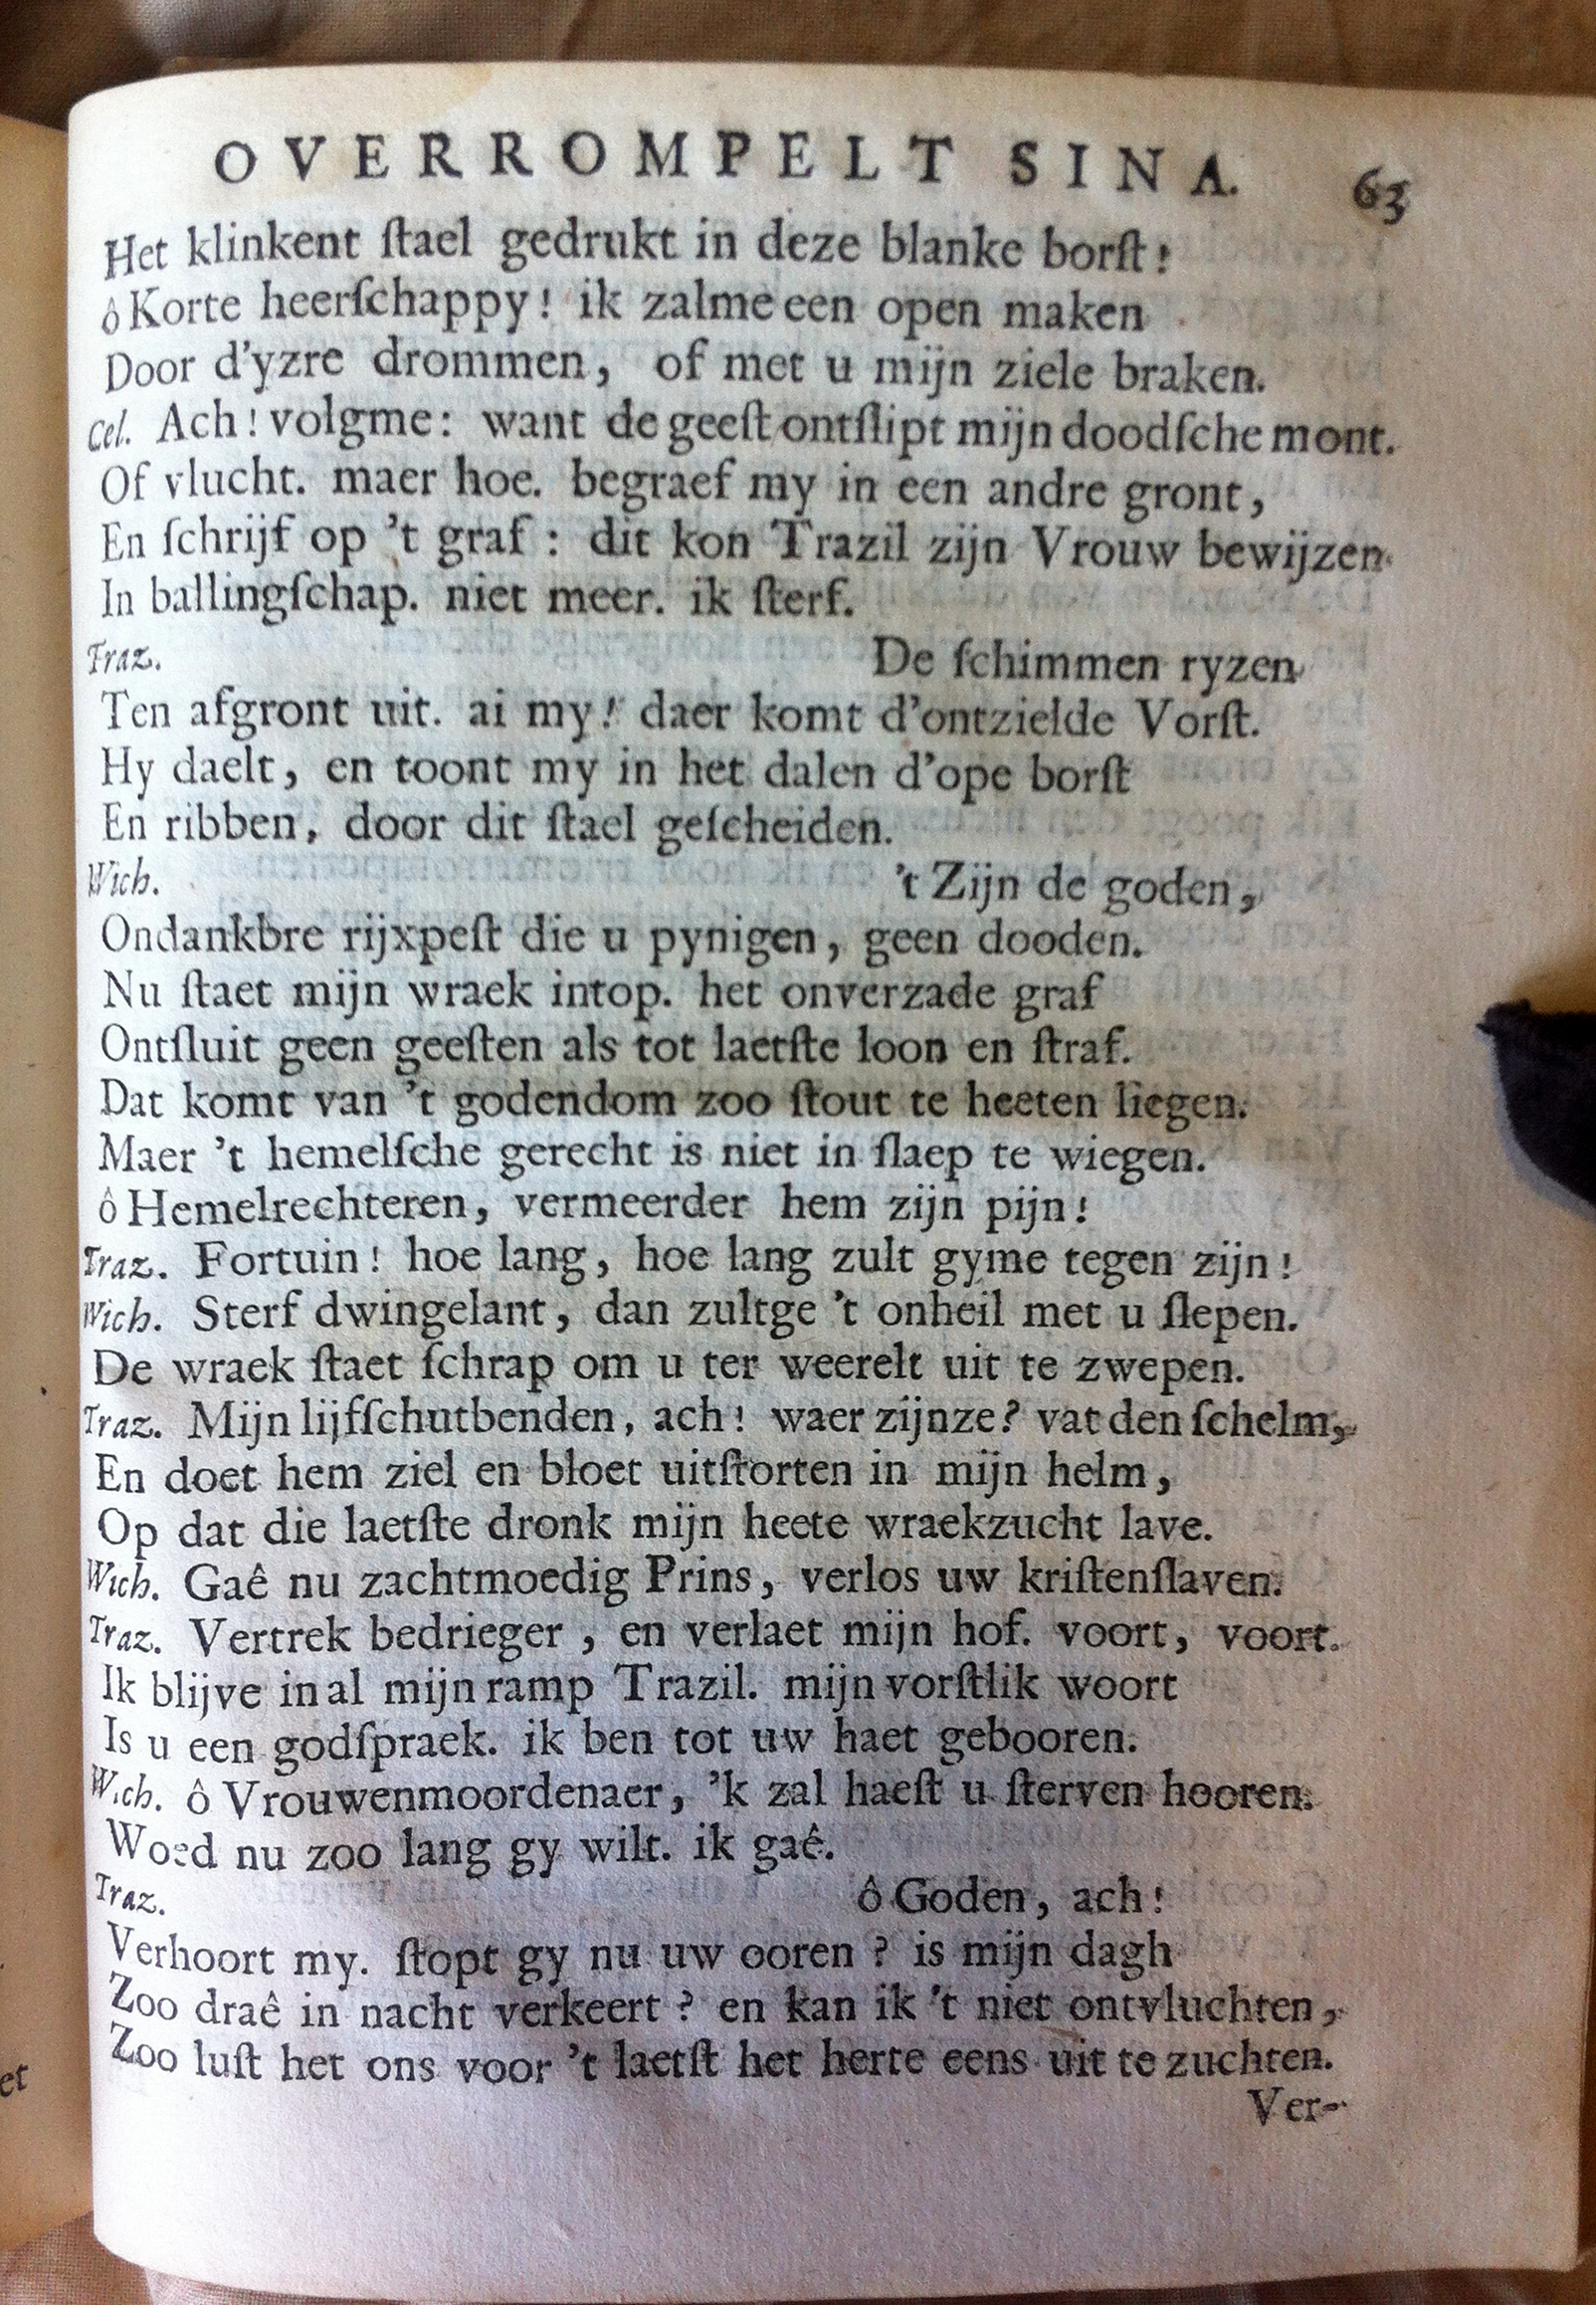 OVERROMPELT SINA. 63
Het klinkent ſtael gedrukt in deze blanke borſt!
ô Korte heerſchappy! ik zalme een open maken
Door d'yzre drommen, of met u mijn ziele braken.
Cel. Ach! volgme: want de geeſt ontſlipt mijn doodſche mont.
Of vlucht. maer hoe. begraef my in een andre gront,
En ſchrijf op 't graf: dit kon Trazil zijn Vrouw bewijzen
In ballingſchap. niet meer. ik ſterf.
Traz. De ſchimmen ryzen
Ten afgront uit. ai my! daer komt d'ontzielde Vorſt.
Hy daelt, en toont my in het dalen d'ope borſt
En ribben, door dit ſtael geſcheiden.
Wich. 't Zijn de goden,
Ondankbre rijxpeſt die u pynigen, geen dooden.
Nu ſtaet mijn wraek intop. het onverzade graf
Ontſluit geen geeſten als tot laetſte loon en ſtraf.
Dat komt van 't godendom zoo ſtout te heeten liegen.
Maer 't hemelſche gerecht is niet in ſlaep te wiegen.
ô Hemelrechteren, vermeerder hem zijn pijn!
Traz. Fortuin! hoe lang, hoe lang zult gyme tegen zijn!
Wich. Sterf dwingelant, dan zultge 't onheil met u ſlepen.
De wraek ſtaet ſchrap om u ter weerelt uit te zwepen.
Traz. Mijn lijfſchutbenden, ach! waer zijnze? vat den ſchelm,
En doet hem ziel en bloet uitſtorten in mijn helm,
Op dat die laetſte dronk mijn heete wraekzucht lave.
Wich. Gaê nu zachtmoedig Prins, verlos uw kriſtenſlaven.
Traz. Vertrek bedrieger, en verlaet mijn hof. voort, voort.
Ik blijve in al mijn ramp Trazil. mijn vorſtlik woort
Is u een godſpraek. ik ben tot uw haet gebooren.
Wich. ô Vrouwenmoordenaer, 'k zal haeſt u ſterven hooren.
Woed nu zoo lang gy wilt. ik gaê.
Traz. ô Goden, ach!
Verhoort my. ſtopt gy nu uw ooren? is mijn dagh
Zoo draê in nacht verkeert? en kan ik 't niet ontvluchten,
Zoo luſt het ons voor 't laetſt het herte eens uit te zuchten.
Ver-
et